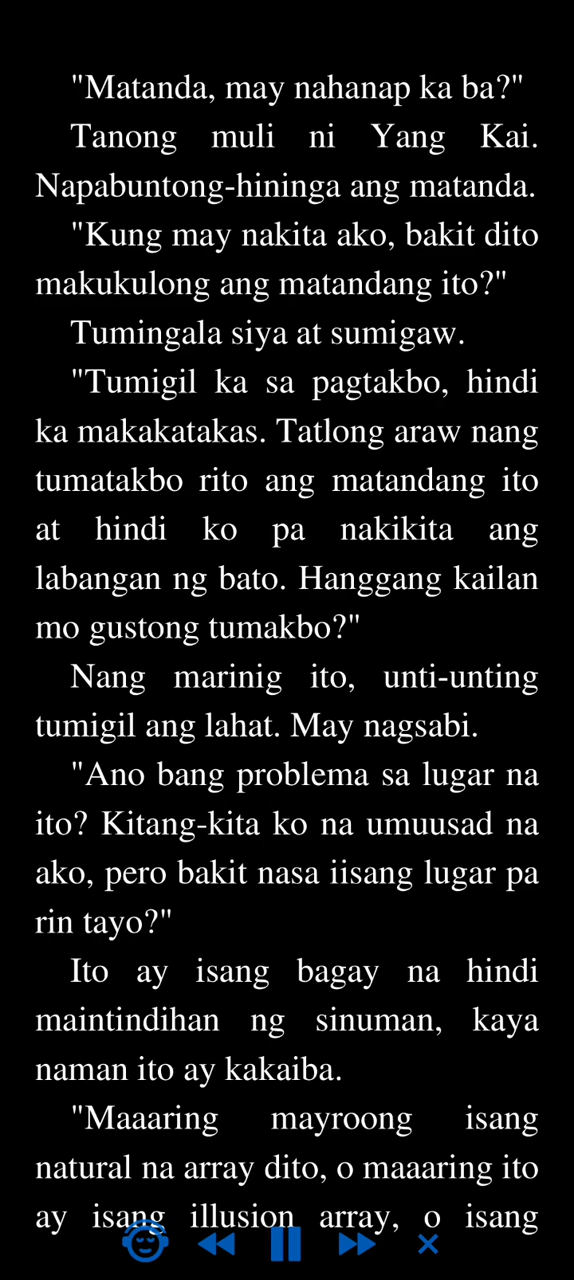 "Matanda, may nahanap ka ba?"
Tanong muli ni Yang Kai.
Napabuntong-hininga ang matanda.
"Kung may nakita ako, bakit dito
makukulong ang matandang ito?"
Tumingala siya at sumigaw.
"Tumigil ka sa pagtakbo, hindi
ka makakatakas. Tatlong araw nang
tumatakbo rito ang matandang ito
at hindi ko pa nakikita ang
labangan ng bato. Hanggang kailan
mo gustong tumakbo?"
Nang marinig ito, unti-unting
tumigil ang lahat. May nagsabi.
"Ano bang problema sa lugar na
ito? Kitang-kita ko na umuusad na
ako, pero bakit nasa iisang lugar pa
rin tayo?"
Ito ay isang bagay na hindi
maintindihan ng sinuman, kaya
naman ito ay kakaiba.
"Maaaring mayroong isang
natural na array dito, o maaaring ito
ay isang illusion array, o isang